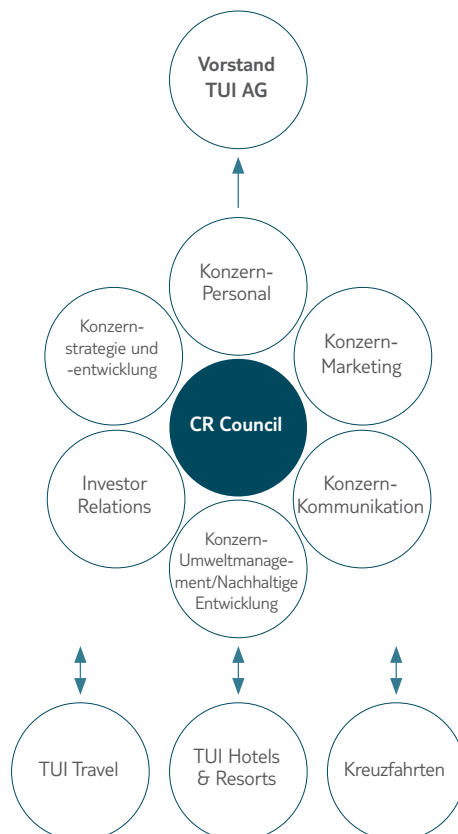 Vorstand
TUI AG
Konzern-
Personal
Konzern-
strategie und
-entwicklung
Konzern-
Marketing
CR Council
Investor
Relations
Konzern-
Kommunikation
Konzern-
Umweltmanage-
ment/Nachhaltige
Entwicklung
TUI Travel
TUI Hotels
& Resorts
Kreuzfahrten